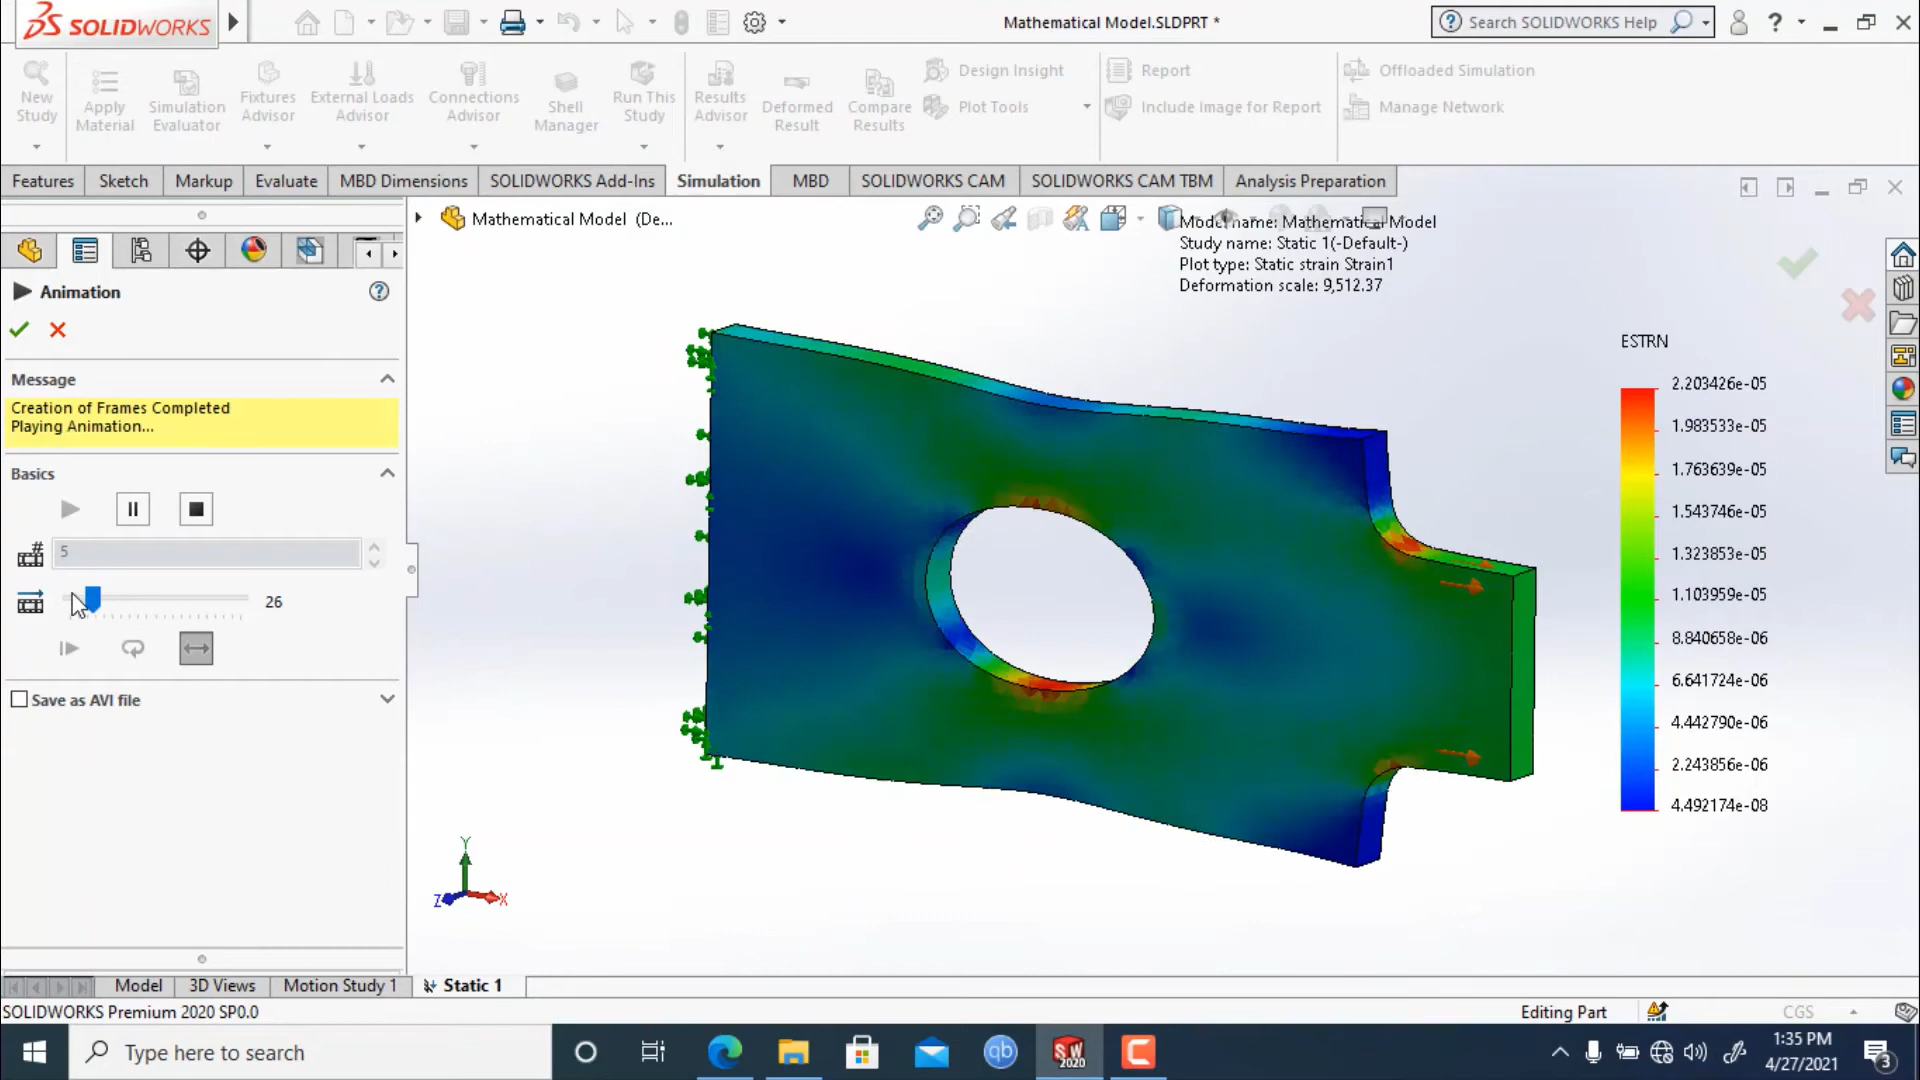 SOLIDWORKS
Mathematical Model.SLDPRT *
Search SOLIDWORKS Help
?
New Study
Apply Material
Simulation Evaluator
Fixtures Advisor
External Loads Advisor
Connections Advisor
Shell Manager
Run This Study
Results Advisor
Deformed Result
Compare Results
Design Insight
Plot Tools
Report
Include Image for Report
Offloaded Simulation
Manage Network
Features
Sketch
Markup
Evaluate
MBD Dimensions
SOLIDWORKS Add-Ins
Simulation
MBD
SOLIDWORKS CAM
SOLIDWORKS CAM TBM
Analysis Preparation
Mathematical Model (De...
Model name: Mathematical Model
Study name: Static 1(-Default-)
Plot type: Static strain Strain1
Deformation scale: 9,512.37
Animation
Message
Creation of Frames Completed
Playing Animation...
Basics
5
26
Save as AVI file
ESTRN
2.203426e-05
1.983533e-05
1.763639e-05
1.543746e-05
1.323853e-05
1.103959e-05
8.840658e-06
6.641724e-06
4.442790e-06
2.243856e-06
4.492174e-08
Y
Z
X
Model
3D Views
Motion Study 1
Static 1
SOLIDWORKS Premium 2020 SP0.0
Editing Part
CGS
Type here to search
qb
SW
2020
1:35 PM
4/27/2021
3